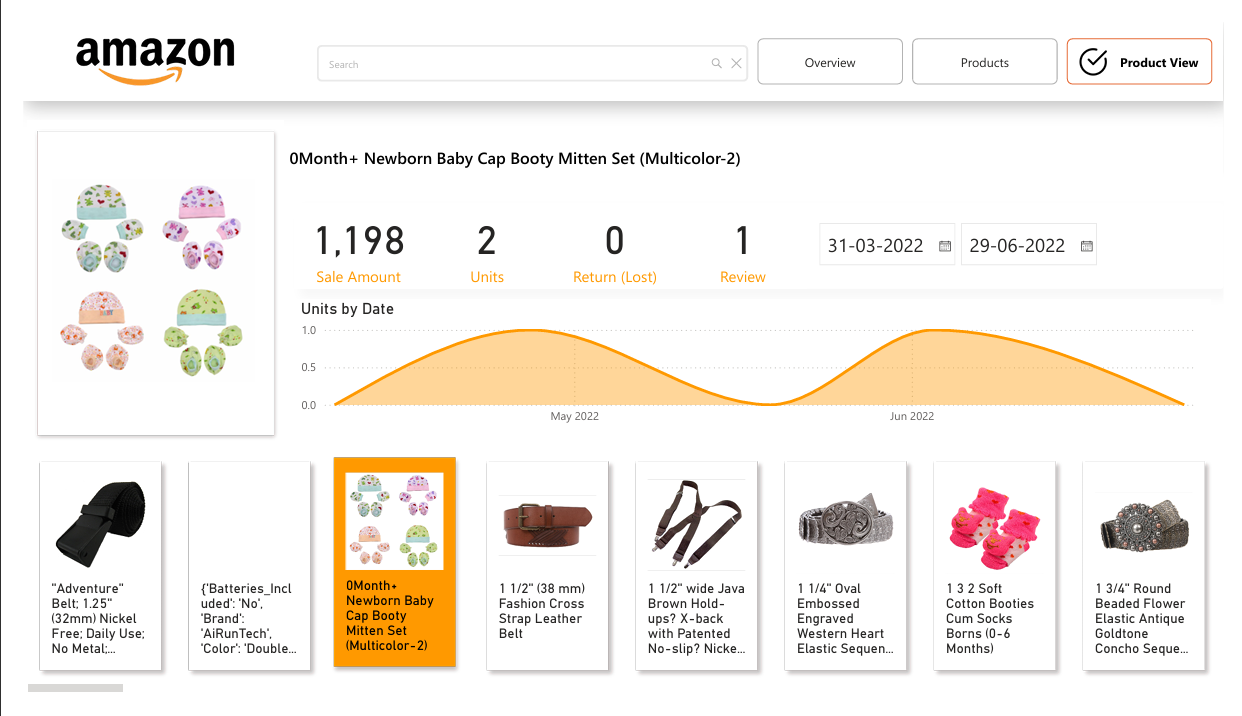 amazon
Search
Overview
Products
Product View
0Month+ Newborn Baby Cap Booty Mitten Set (Multicolor-2)
1,198
Sale Amount
2
Units
0
Return (Lost)
1
Review
31-03-2022
29-06-2022
Units by Date
1.0
0.5
0.0
May 2022
Jun 2022
"Adventure"
Belt; 1.25"
(32mm) Nickel
Free; Daily Use;
No Metal;...
{'Batteries_Incl
uded': 'No',
'Brand':
'AiRunTech',
'Color': 'Double...
0Month+
Newborn Baby
Cap Booty
Mitten Set
(Multicolor-2)
1 1/2" (38 mm)
Fashion Cross
Strap Leather
Belt
1 1/2" wide Java
Brown Hold-
ups? X-back
with Patented
No-slip? Nicke...
1 1/4" Oval
Embossed
Engraved
Western Heart
Elastic Sequen...
1 3 2 Soft
Cotton Booties
Cum Socks
Borns (0-6
Months)
1 3/4" Round
Beaded Flower
Elastic Antique
Goldtone
Concho Seque...